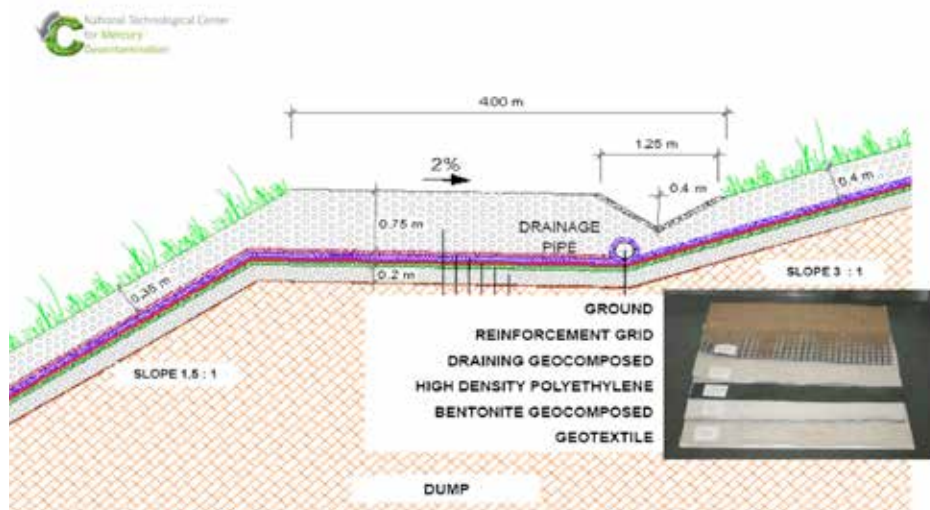 National Technological Center
for Mercury
Decontamination
4.00 m
1.25 m
2%
0.4 m
0.4 m
0.75 m
DRAINAGE
PIPE
0.2 m
0.35 m
SLOPE 3 : 1
SLOPE 1,5 : 1
GROUND
REINFORCEMENT GRID
DRAINING GEOCOMPOSED
HIGH DENSITY POLYETHYLENE
BENTONITE GEOCOMPOSED
GEOTEXTILE
DUMP